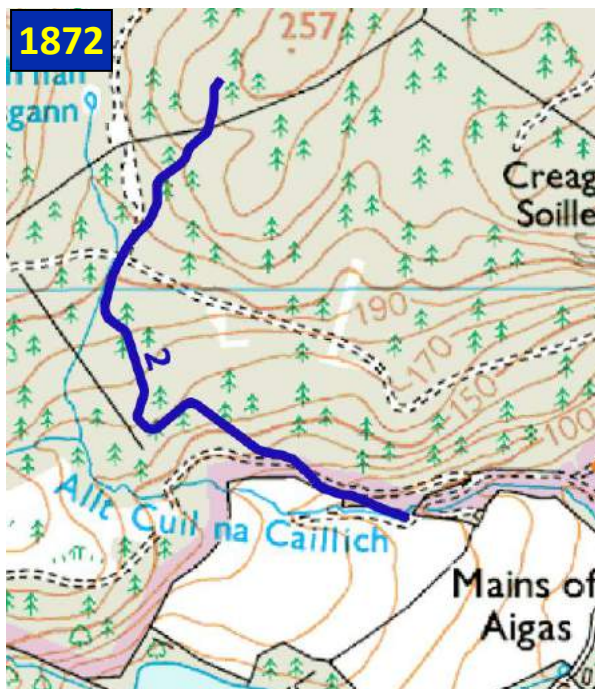 1872
257
gann
Creag
Soille
190
170
150
100
2
Allt Cuil na Caillich
Mains of
Aigas